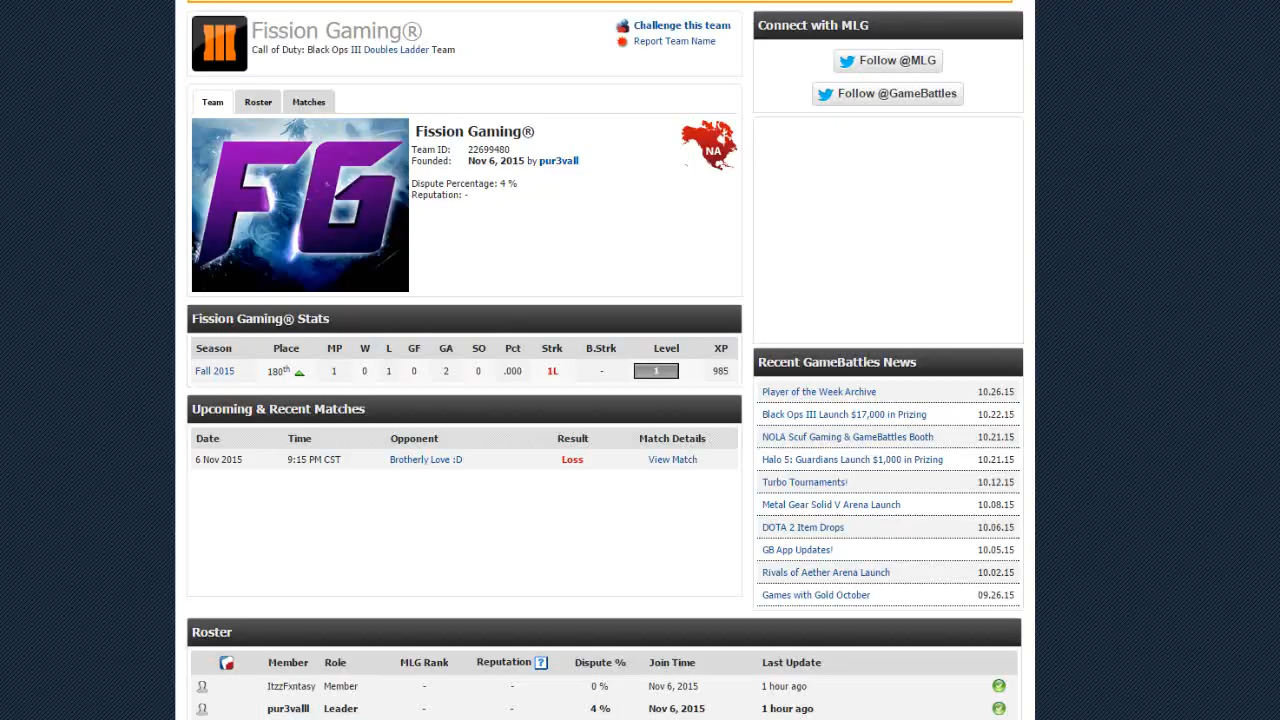 Fission Gaming®
Call of Duty: Black Ops III Doubles Ladder Team
Challenge this team
Report Team Name
Team Roster Matches
FG
Fission Gaming®
Team ID: 22699480
Founded: Nov 6, 2015 by pur3vall
Dispute Percentage: 4 %
Reputation: -
NA
Fission Gaming® Stats
Season Place MP W L GF GA SO Pct Strk B.Strk Level XP
Fall 2015 180th 1 0 1 0 2 0 .000 1L - 1 985
Upcoming & Recent Matches
Date Time Opponent Result Match Details
6 Nov 2015 9:15 PM CST Brotherly Love :D Loss View Match
Connect with MLG
Follow @MLG
Follow @GameBattles
Recent GameBattles News
Player of the Week Archive 10.26.15
Black Ops III Launch $17,000 in Prizing 10.22.15
NOLA Scuf Gaming & GameBattles Booth 10.21.15
Halo 5: Guardians Launch $1,000 in Prizing 10.21.15
Turbo Tournaments! 10.12.15
Metal Gear Solid V Arena Launch 10.08.15
DOTA 2 Item Drops 10.06.15
GB App Updates! 10.05.15
Rivals of Aether Arena Launch 10.02.15
Games with Gold October 09.26.15
Roster
Member Role MLG Rank Reputation ? Dispute % Join Time Last Update
ItzzFxntasy Member - - 0 % Nov 6, 2015 1 hour ago
pur3valll Leader - - 4 % Nov 6, 2015 1 hour ago